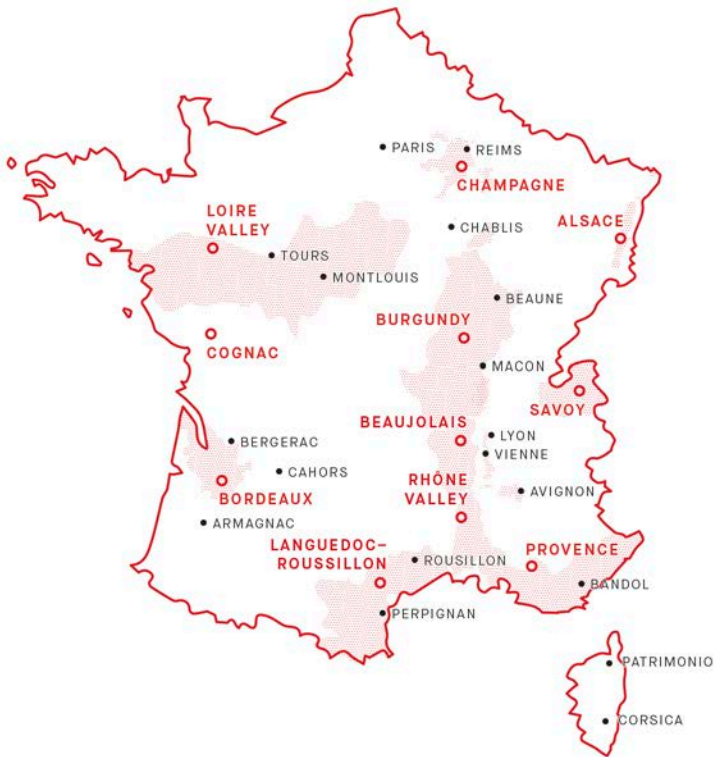 PARIS
REIMS
CHAMPAGNE
LOIRE
VALLEY
CHABLIS
ALSACE
TOURS
MONTLOUIS
BEAUNE
BURGUNDY
COGNAC
MACON
SAVOY
BEAUJOLAIS
LYON
BERGERAC
VIENNE
CAHORS
RHÔNE
VALLEY
BORDEAUX
AVIGNON
ARMAGNAC
LANGUEDOC–
ROUSSILLON
ROUSILLON
PROVENCE
BANDOL
PERPIGNAN
PATRIMONIO
CORSICA